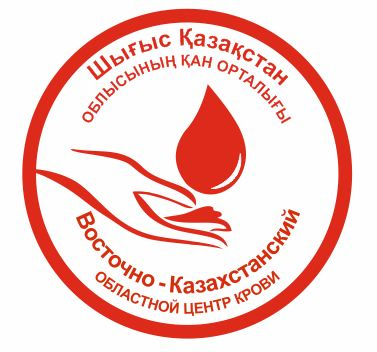 Шығыс Қазақстан
ОБЛЫСЫНЫҢ ҚАН ОРТАЛЫҒЫ
Восточно - Казахстанский
ОБЛАСТНОЙ ЦЕНТР КРОВИ